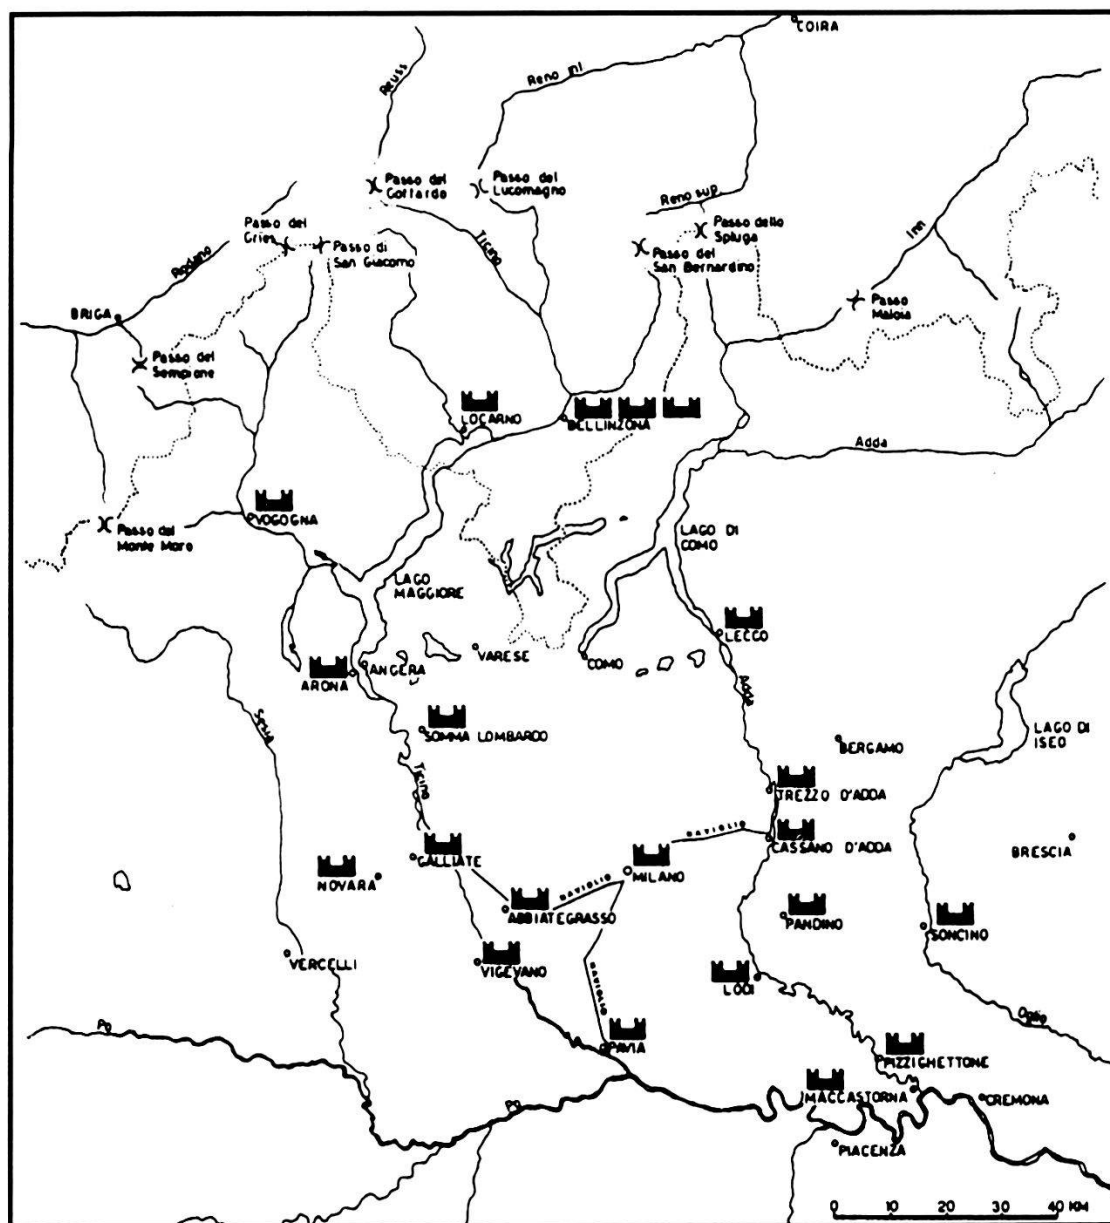 COIRA
Reuss
Reno inf.
Passo del
Gottardo
Passo del
Lucomagno
Reno sup.
Passo dello
Spluga
Passo del
Gries
Passo di
San Giacomo
Ticino
Passo del
San Bernardino
Inn
Rodano
BRIGA
Passo
Maloia
Passo del
Sempione
LOCARNO
BELLINZONA
Adda
VOGOGNA
Passo del
Monte Moro
LAGO DI
COMO
LAGO
MAGGIORE
LECCO
VARESE
COMO
ANGERA
ARONA
Adda
Sesia
SOMMA LOMBARDO
BERGAMO
LAGO DI
ISEO
Ticino
TREZZO D'ADDA
NAVIGLIO
CASSANO D'ADDA
BRESCIA
GALLIATE
NOVARA
MILANO
NAVIGLIO
ABBIATEGRASSO
PANDINO
SONCINO
VERCELLI
VIGEVANO
NAVIGLIO
LODI
Po
Oglio
PAVIA
PIZZIGHETTONE
MACCASTORNA
CREMONA
PO
PIACENZA
0 10 20 30 40 KM